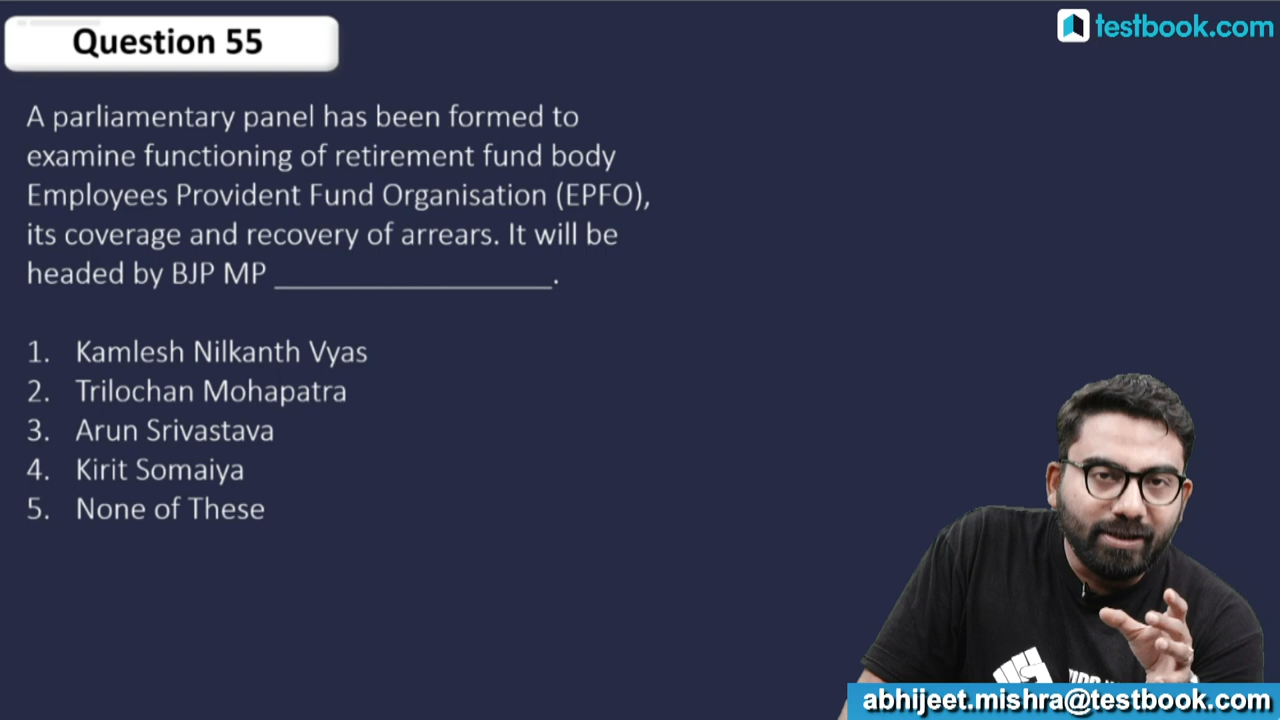 Question 55
testbook.com
A parliamentary panel has been formed to
examine functioning of retirement fund body
Employees Provident Fund Organisation (EPFO),
its coverage and recovery of arrears. It will be
headed by BJP MP ____________________.
1. Kamlesh Nilkanth Vyas
2. Trilochan Mohapatra
3. Arun Srivastava
4. Kirit Somaiya
5. None of These
abhijeet.mishra@testbook.com